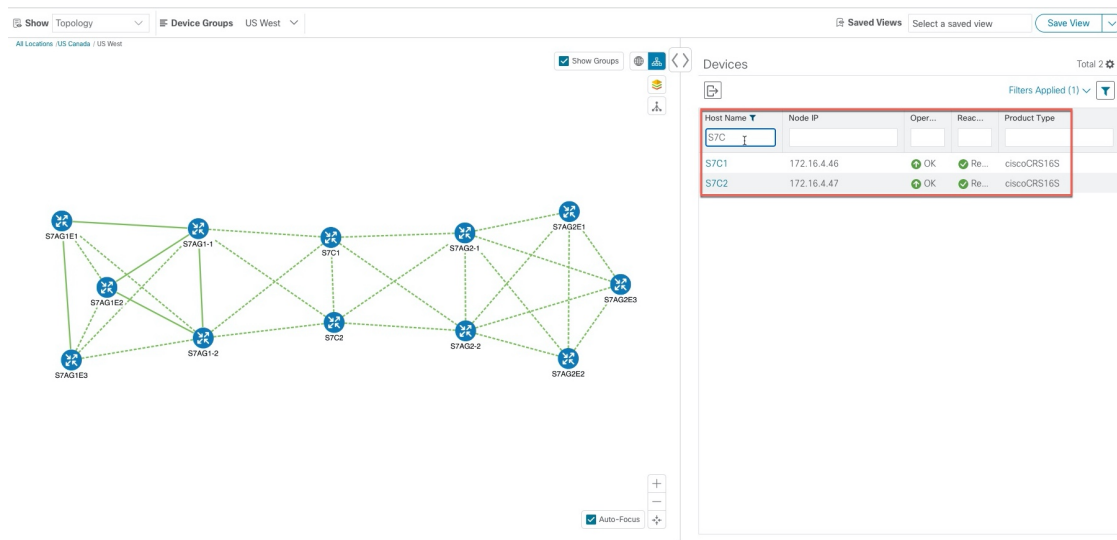 Show Topology Device Groups US West Saved Views Select a saved view Save View
All Locations /US Canada / US West
Show Groups
Devices Total 2
Filters Applied (1)
Host Name Node IP Oper... Reac... Product Type
S7C
S7C1 172.16.4.46 OK Re... ciscoCRS16S
S7C2 172.16.4.47 OK Re... ciscoCRS16S
S7AG2E1
S7AG1E1
S7AG1-1
S7AG2-1
S7C1
S7AG1E2
S7AG2E3
S7C2
S7AG2-2
S7AG1-2
S7AG1E3
S7AG2E2
Auto-Focus